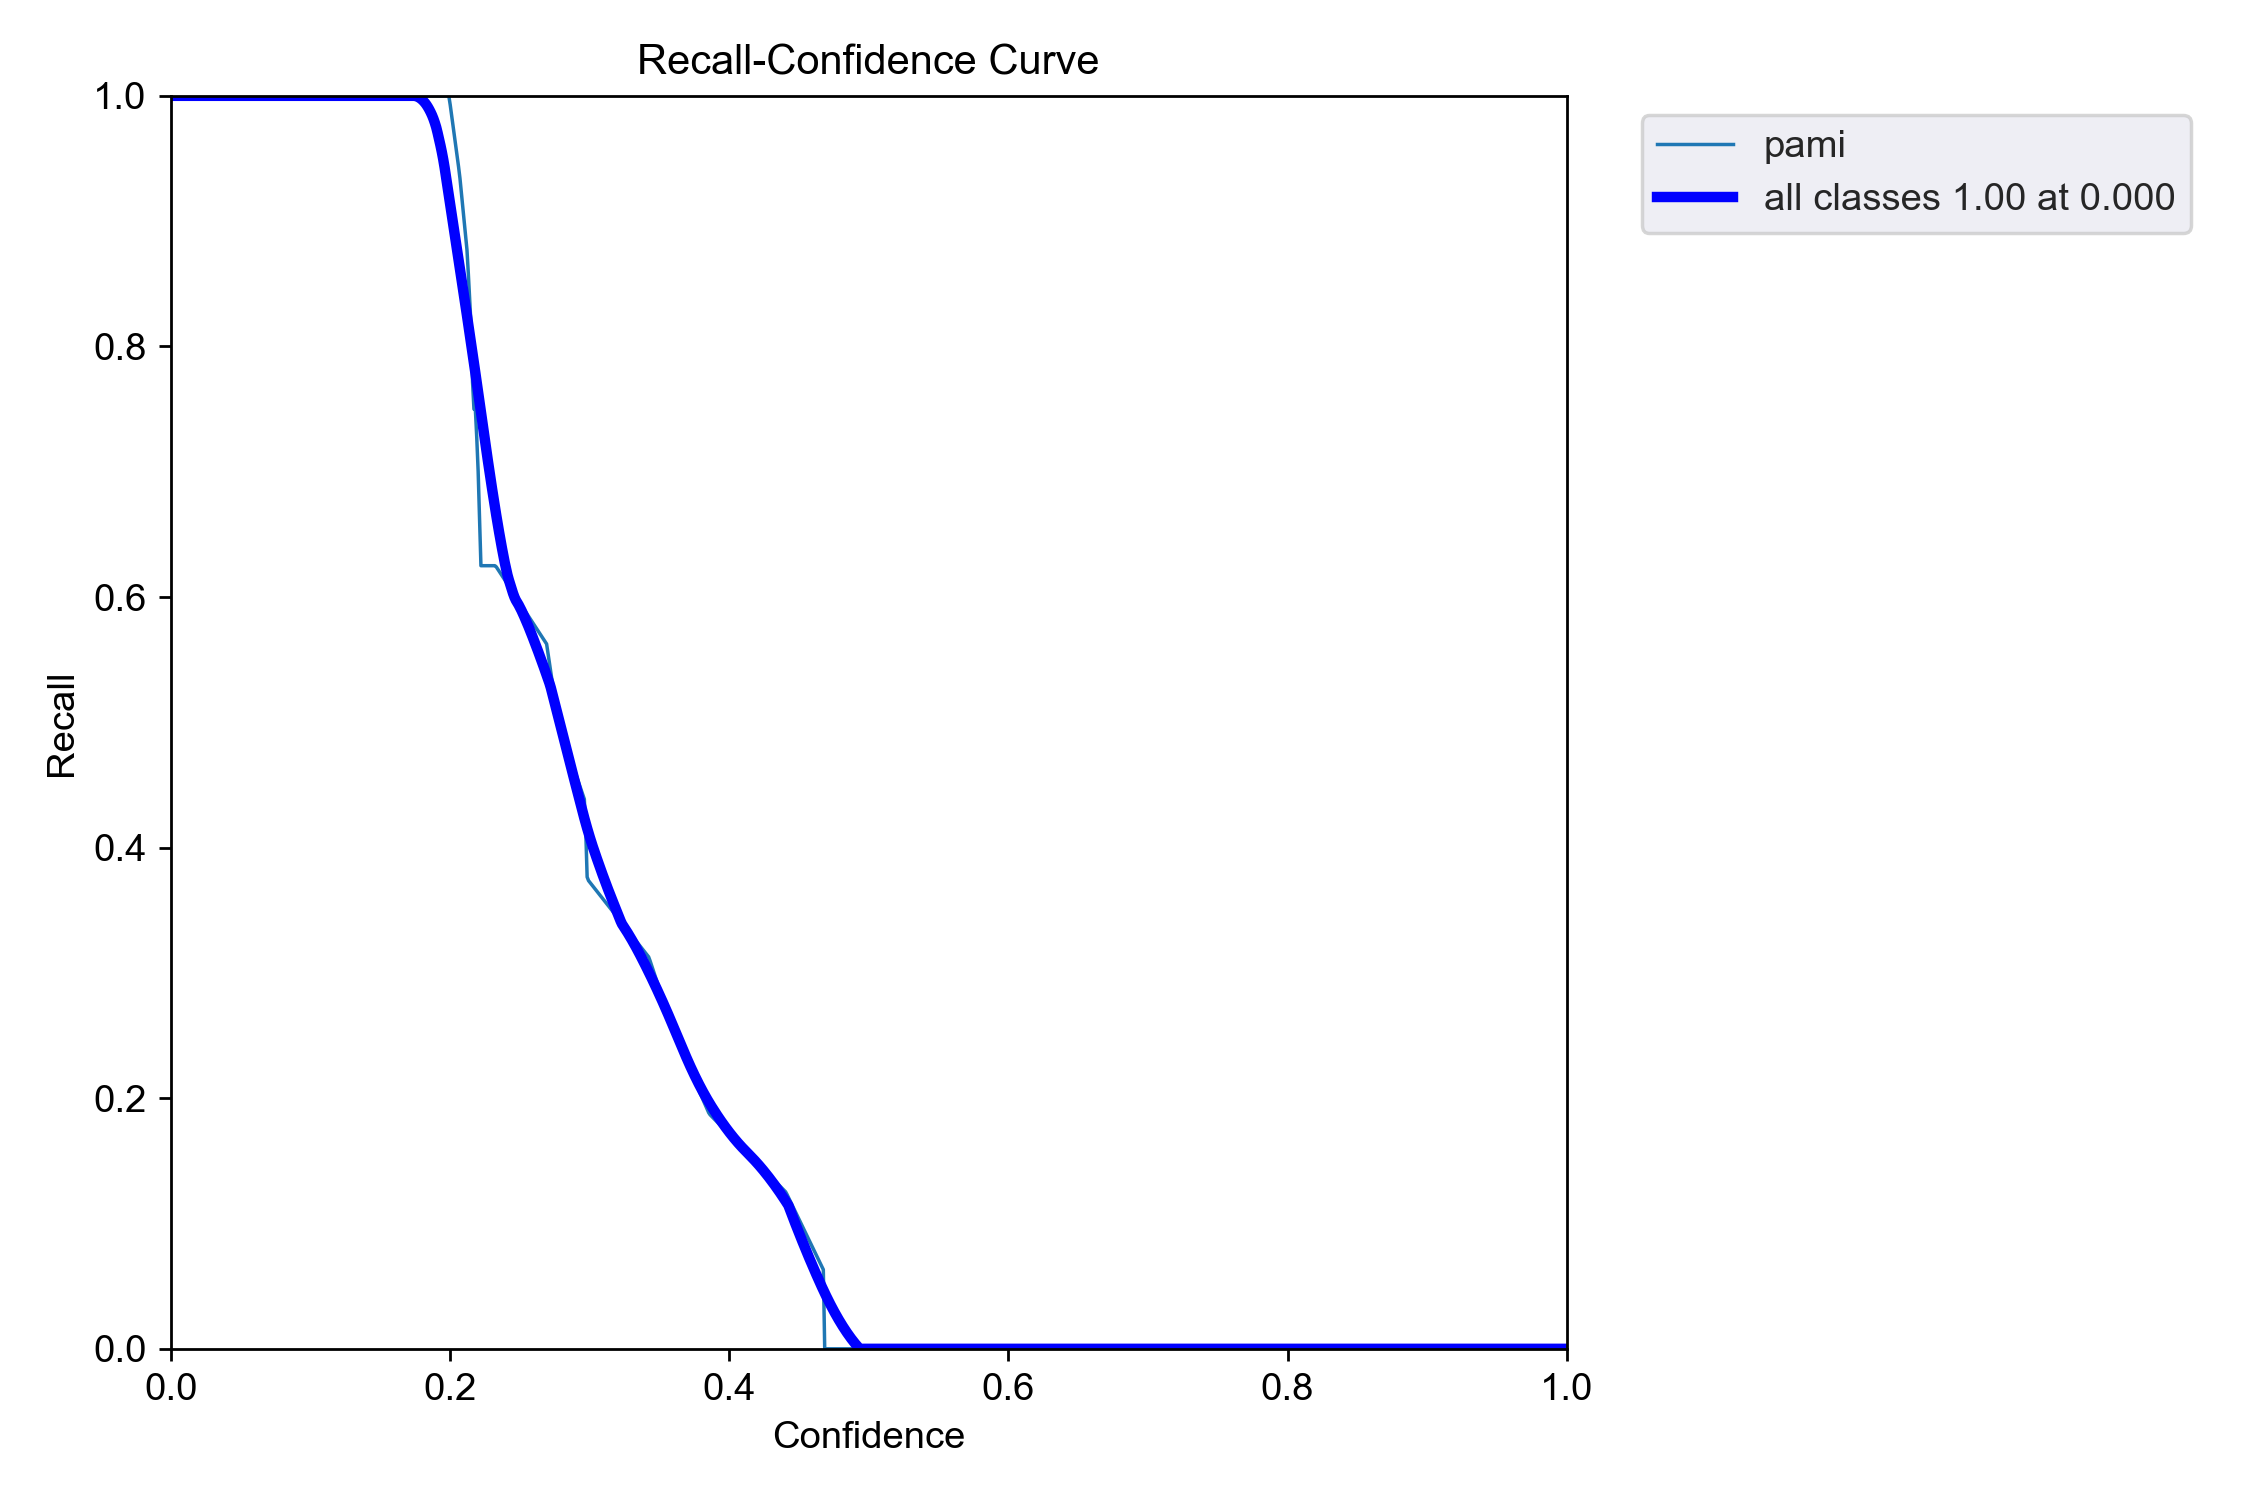 Recall-Confidence Curve
1.0
0.8
0.6
0.4
0.2
0.0
Recall
0.0 0.2 0.4 0.6 0.8 1.0
Confidence
pami
all classes 1.00 at 0.000